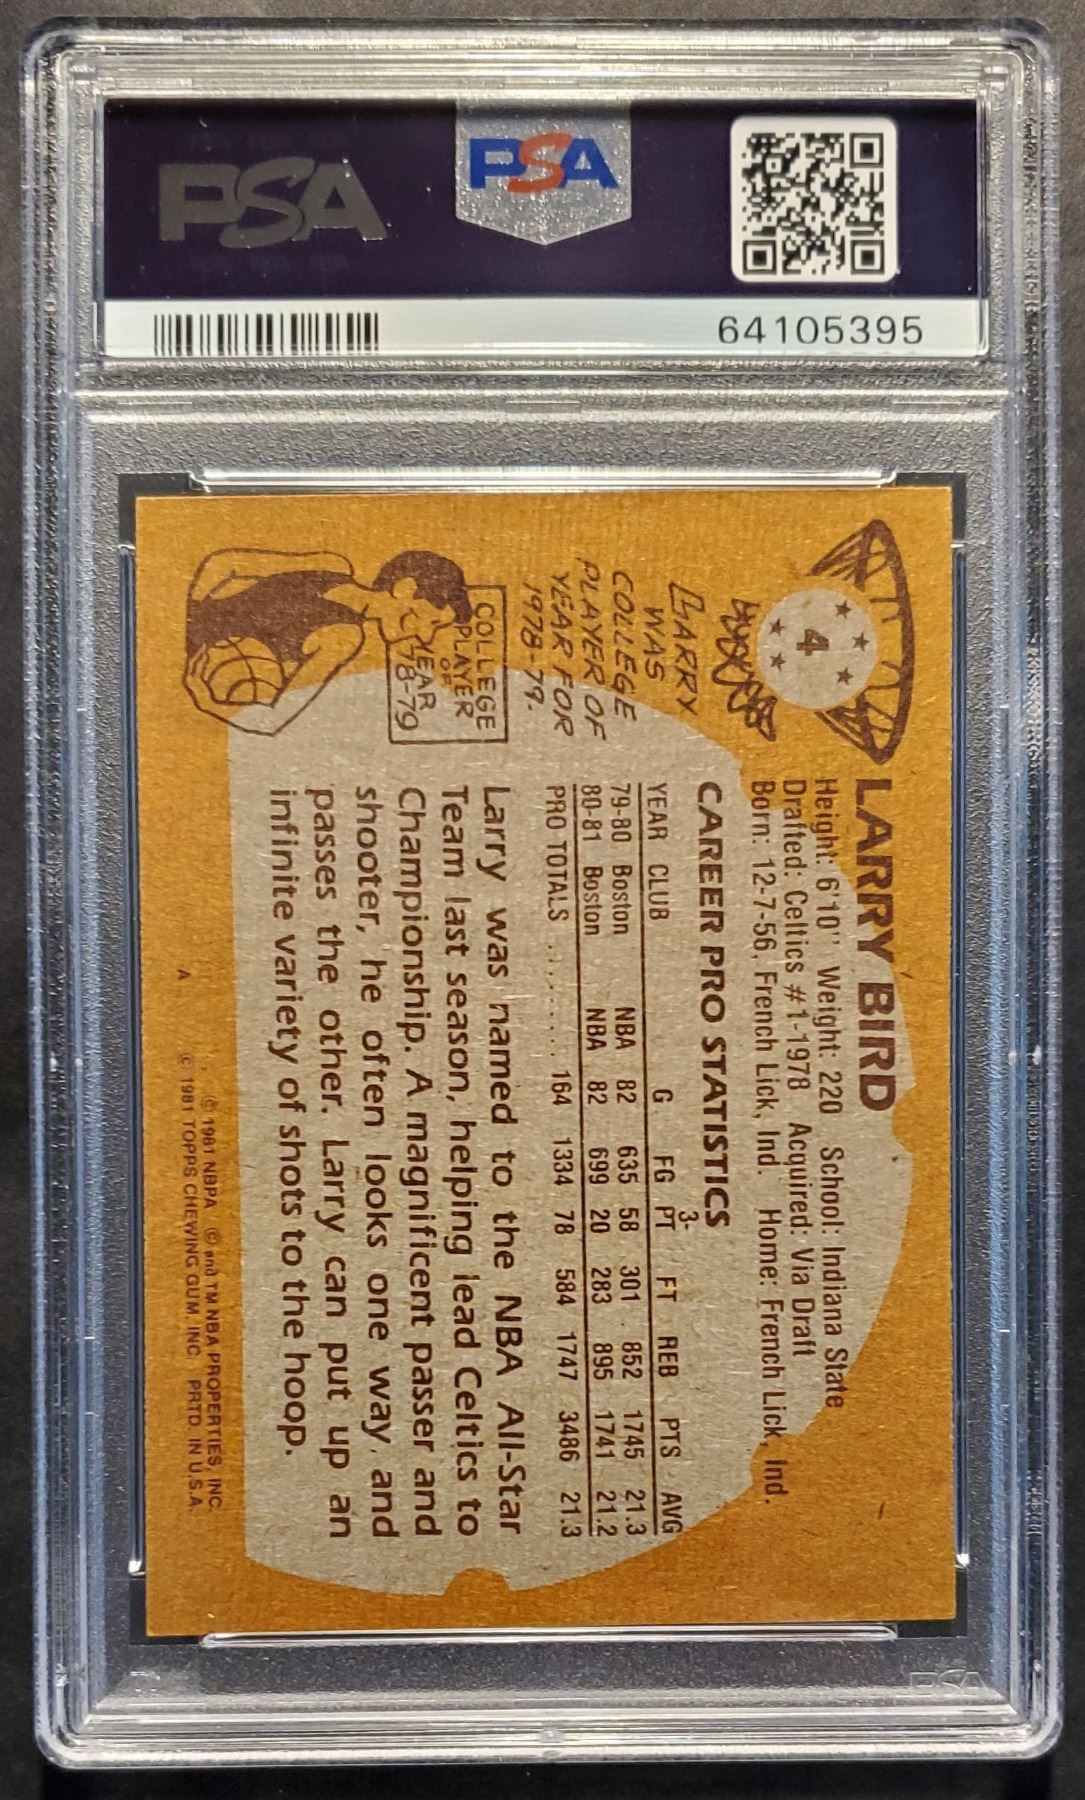 PSA
PSA
64105395
4
LARRY BIRD
Height: 6'10" Weight: 220 School: Indiana State
Drafted: Celtics #1-1978 Acquired: Via Draft
Born: 12-7-56, French Lick, Ind. Home: French Lick, Ind.
CAREER PRO STATISTICS
YEAR CLUB G FG 3-PT FT REB PTS AVG
79-80 Boston NBA 82 635 58 301 852 1745 21.3
80-81 Boston NBA 82 699 20 283 895 1741 21.2
PRO TOTALS 164 1334 78 584 1747 3486 21.3
LARRY
WAS
COLLEGE
PLAYER OF
YEAR FOR
1978-79.
COLLEGE
PLAYER
OF
YEAR
78-79
Larry was named to the NBA All-Star
Team last season, helping lead Celtics to
Championship. A magnificent passer and
shooter, he often looks one way, and
passes the other. Larry can put up an
infinite variety of shots to the hoop.
© 1981 NBPA © and TM NBA PROPERTIES, INC.
A © 1981 TOPPS CHEWING GUM, INC. PRTD. IN U.S.A.
PSA